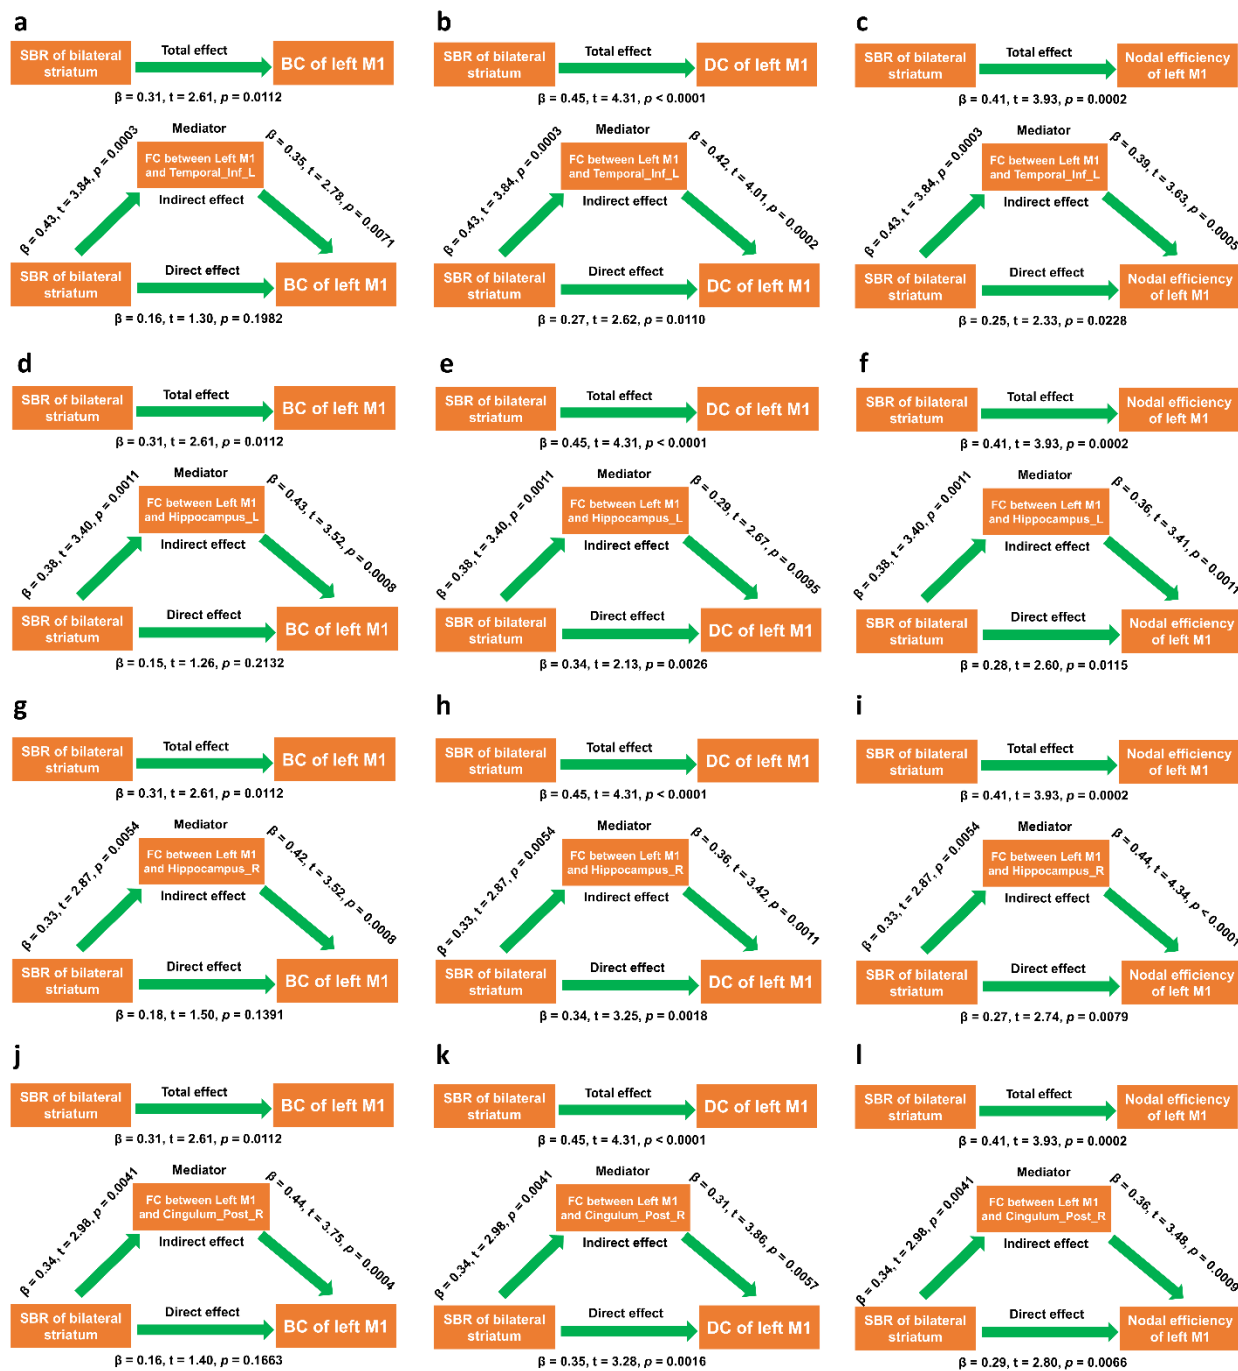 a
SBR of bilateral
striatum
Total effect
BC of left M1
β = 0.31, t = 2.61, p = 0.0112
β = 0.43, t = 3.84, p = 0.0003
Mediator
FC between Left M1
and Temporal_Inf_L
Indirect effect
β = 0.35, t = 2.78, p = 0.0071
SBR of bilateral
striatum
Direct effect
BC of left M1
β = 0.16, t = 1.30, p = 0.1982
b
SBR of bilateral
striatum
Total effect
DC of left M1
β = 0.45, t = 4.31, p < 0.0001
β = 0.43, t = 3.84, p = 0.0003
Mediator
FC between Left M1
and Temporal_Inf_L
Indirect effect
β = 0.42, t = 4.01, p = 0.0002
SBR of bilateral
striatum
Direct effect
DC of left M1
β = 0.27, t = 2.62, p = 0.0110
c
SBR of bilateral
striatum
Total effect
Nodal efficiency
of left M1
β = 0.41, t = 3.93, p = 0.0002
β = 0.43, t = 3.84, p = 0.0003
Mediator
FC between Left M1
and Temporal_Inf_L
Indirect effect
β = 0.39, t = 3.63, p = 0.0005
SBR of bilateral
striatum
Direct effect
Nodal efficiency
of left M1
β = 0.25, t = 2.33, p = 0.0228
d
SBR of bilateral
striatum
Total effect
BC of left M1
β = 0.31, t = 2.61, p = 0.0112
β = 0.38, t = 3.40, p = 0.0011
Mediator
FC between Left M1
and Hippocampus_L
Indirect effect
β = 0.43, t = 3.52, p = 0.0008
SBR of bilateral
striatum
Direct effect
BC of left M1
β = 0.15, t = 1.26, p = 0.2132
e
SBR of bilateral
striatum
Total effect
DC of left M1
β = 0.45, t = 4.31, p < 0.0001
β = 0.38, t = 3.40, p = 0.0011
Mediator
FC between Left M1
and Hippocampus_L
Indirect effect
β = 0.29, t = 2.67, p = 0.0095
SBR of bilateral
striatum
Direct effect
DC of left M1
β = 0.34, t = 2.13, p = 0.0026
f
SBR of bilateral
striatum
Total effect
Nodal efficiency
of left M1
β = 0.41, t = 3.93, p = 0.0002
β = 0.38, t = 3.40, p = 0.0011
Mediator
FC between Left M1
and Hippocampus_L
Indirect effect
β = 0.36, t = 3.41, p = 0.0011
SBR of bilateral
striatum
Direct effect
Nodal efficiency
of left M1
β = 0.28, t = 2.60, p = 0.0115
g
SBR of bilateral
striatum
Total effect
BC of left M1
β = 0.31, t = 2.61, p = 0.0112
β = 0.33, t = 2.87, p = 0.0054
Mediator
FC between Left M1
and Hippocampus_R
Indirect effect
β = 0.42, t = 3.52, p = 0.0008
SBR of bilateral
striatum
Direct effect
BC of left M1
β = 0.18, t = 1.50, p = 0.1391
h
SBR of bilateral
striatum
Total effect
DC of left M1
β = 0.45, t = 4.31, p < 0.0001
β = 0.33, t = 2.87, p = 0.0054
Mediator
FC between Left M1
and Hippocampus_R
Indirect effect
β = 0.36, t = 3.42, p = 0.0011
SBR of bilateral
striatum
Direct effect
DC of left M1
β = 0.34, t = 3.25, p = 0.0018
i
SBR of bilateral
striatum
Total effect
Nodal efficiency
of left M1
β = 0.41, t = 3.93, p = 0.0002
β = 0.33, t = 2.87, p = 0.0054
Mediator
FC between Left M1
and Hippocampus_R
Indirect effect
β = 0.44, t = 4.34, p < 0.0001
SBR of bilateral
striatum
Direct effect
Nodal efficiency
of left M1
β = 0.27, t = 2.74, p = 0.0079
j
SBR of bilateral
striatum
Total effect
BC of left M1
β = 0.31, t = 2.61, p = 0.0112
β = 0.34, t = 2.98, p = 0.0041
Mediator
FC between Left M1
and Cingulum_Post_R
Indirect effect
β = 0.44, t = 3.75, p = 0.0004
SBR of bilateral
striatum
Direct effect
BC of left M1
β = 0.16, t = 1.40, p = 0.1663
k
SBR of bilateral
striatum
Total effect
DC of left M1
β = 0.45, t = 4.31, p < 0.0001
β = 0.34, t = 2.98, p = 0.0041
Mediator
FC between Left M1
and Cingulum_Post_R
Indirect effect
β = 0.31, t = 3.86, p = 0.0057
SBR of bilateral
striatum
Direct effect
DC of left M1
β = 0.35, t = 3.28, p = 0.0016
l
SBR of bilateral
striatum
Total effect
Nodal efficiency
of left M1
β = 0.41, t = 3.93, p = 0.0002
β = 0.34, t = 2.98, p = 0.0041
Mediator
FC between Left M1
and Cingulum_Post_R
Indirect effect
β = 0.36, t = 3.48, p = 0.0009
SBR of bilateral
striatum
Direct effect
Nodal efficiency
of left M1
β = 0.29, t = 2.80, p = 0.0066